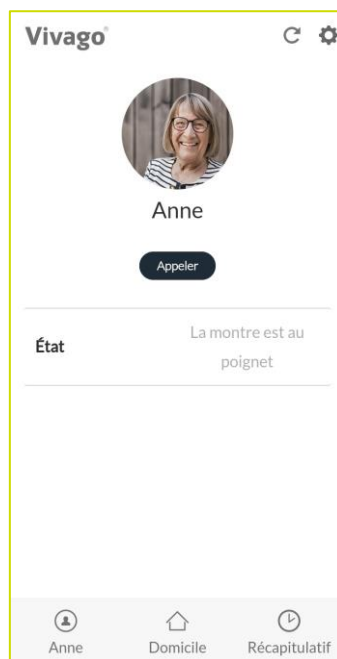 Vivago®
Anne
Appeler
État
La montre est au
poignet
Anne
Domicile
Récapitulatif